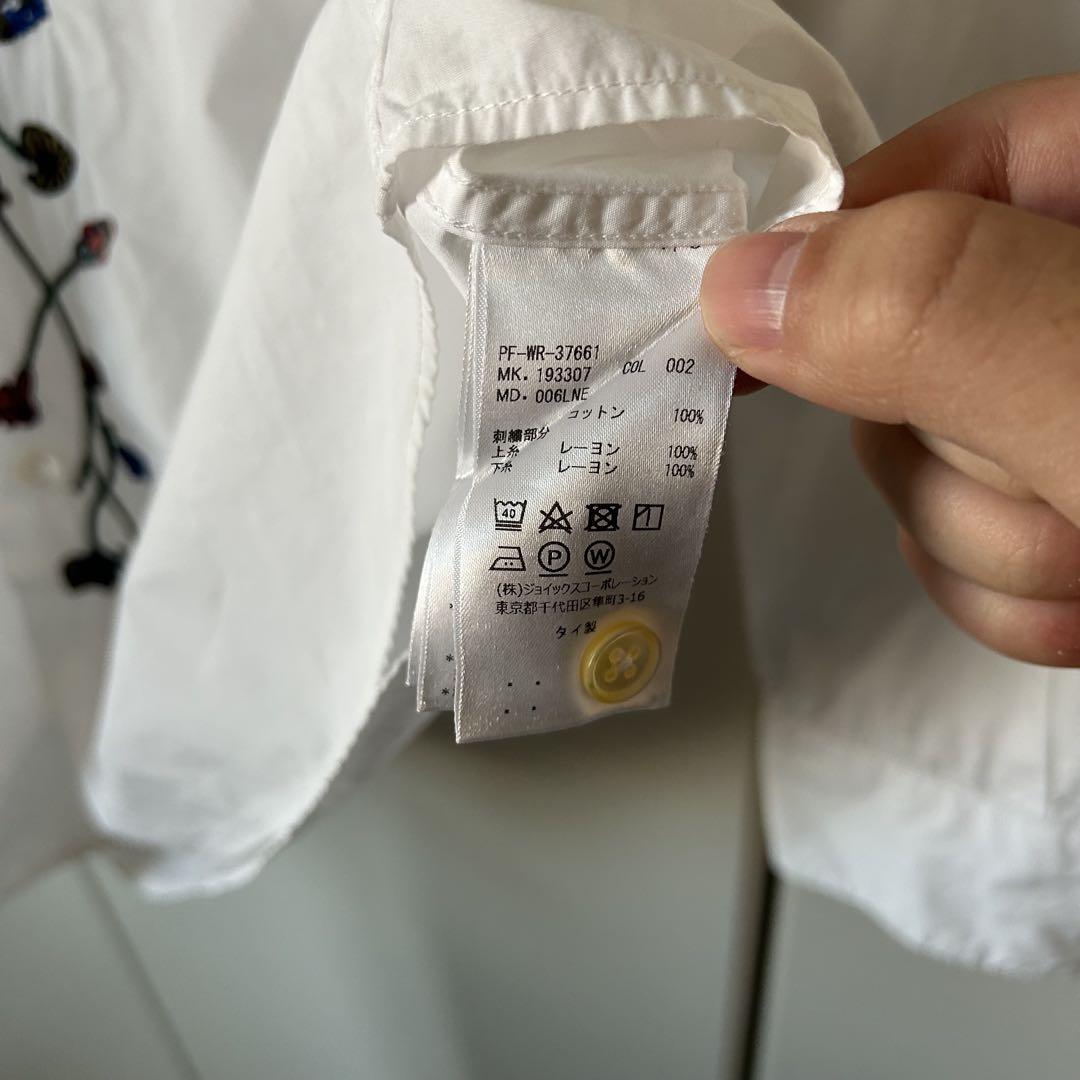 PF-WR-37661
MK. 193307 COL 002
MD. 006LNE
コットン 100%
刺繍部分
上糸 レーヨン 100%
下糸 レーヨン 100%
40
P W
(株)ジョイックスコーポレーション
東京都千代田区隼町3-16
タイ製